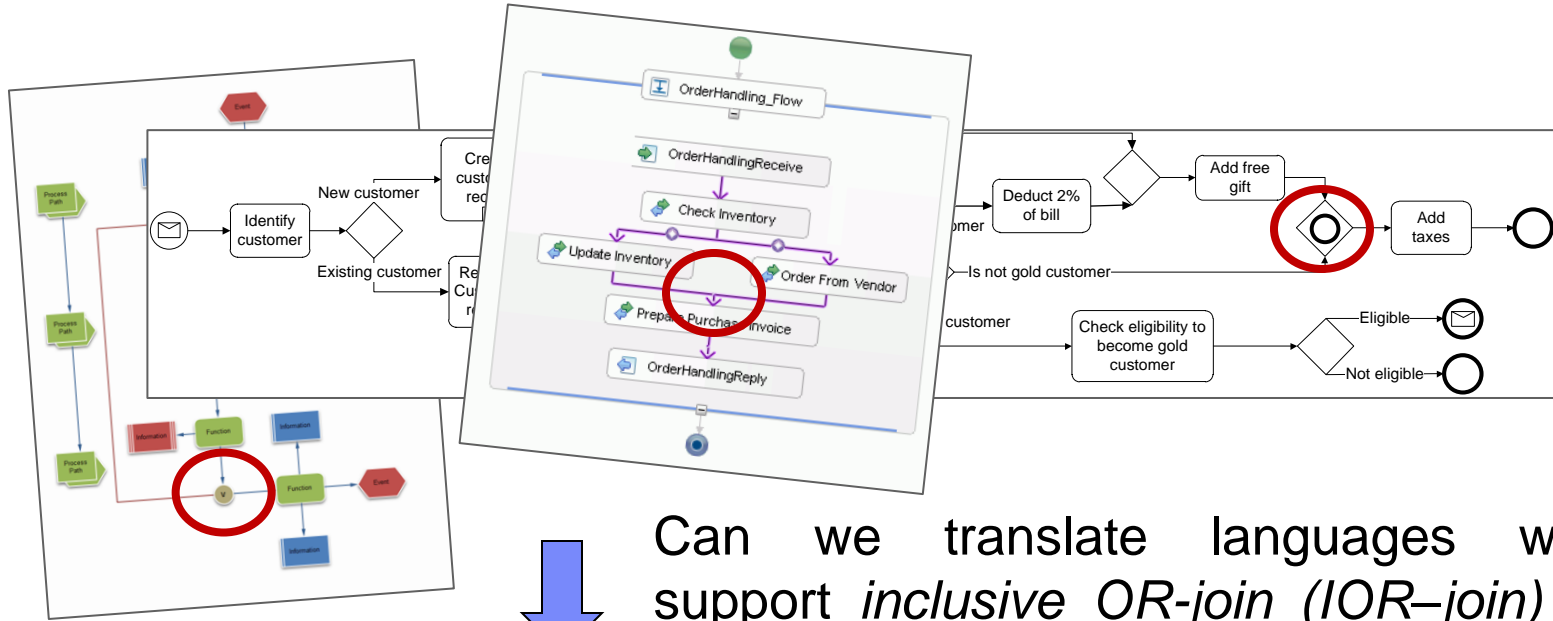 Event
Process
Path
Process
Path
Process
Path
Information
Function
Information
V
Function
Event
Information
Identify
customer
New customer
Existing customer
OrderHandling_Flow
OrderHandlingReceive
Check Inventory
Update Inventory
Order From Vendor
Prepare Purchase Invoice
OrderHandlingReply
Deduct 2%
of bill
Add free
gift
Add
taxes
Is not gold customer
customer
Check eligibility to
become gold
customer
Eligible
Not eligible
Can we translate languages
support inclusive OR-join (IOR–join)